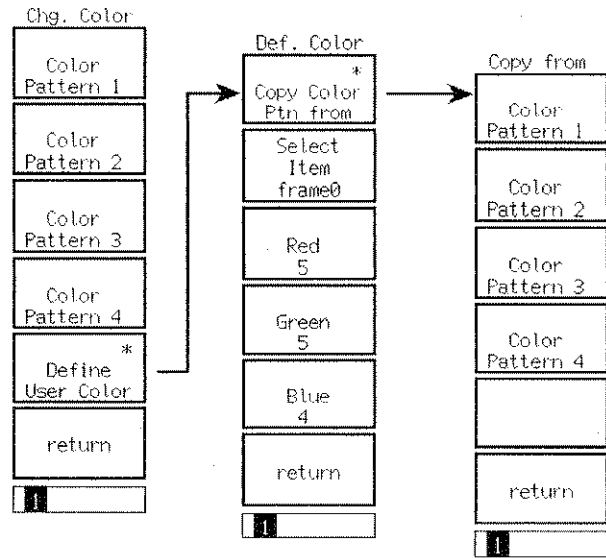 Chg. Color
Color
Pattern 1
Color
Pattern 2
Color
Pattern 3
Color
Pattern 4
*
Define
User Color
return
1
Def. Color
*
Copy Color
Ptn from
Select
Item
frame0
Red
5
Green
5
Blue
4
return
1
Copy from
Color
Pattern 1
Color
Pattern 2
Color
Pattern 3
Color
Pattern 4
return
1